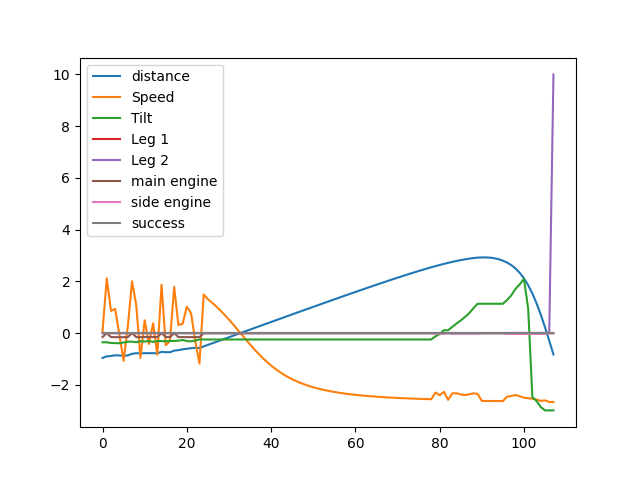 10
8
6
4
2
0
−2
distance
Speed
Tilt
Leg 1
Leg 2
main engine
side engine
success
0
20
40
60
80
100